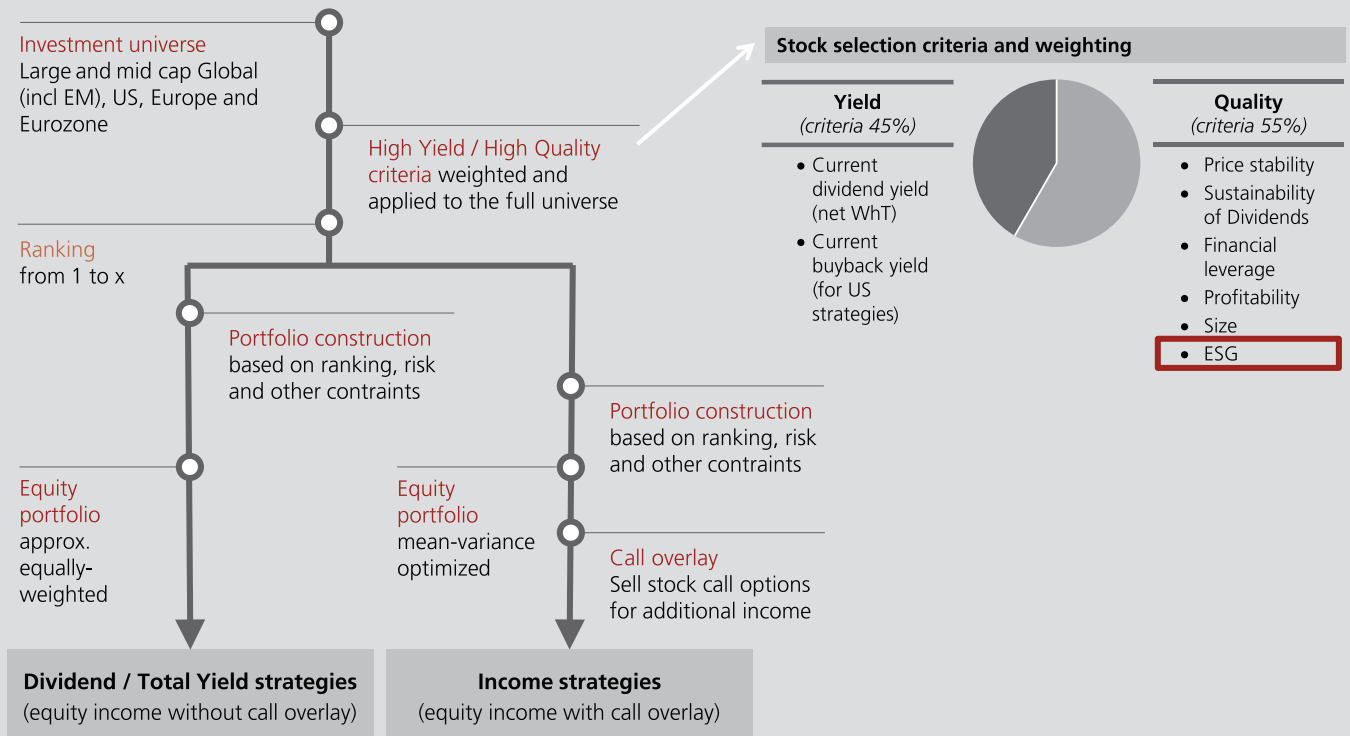 Investment universe
Large and mid cap Global
(incl EM), US, Europe and
Eurozone
High Yield / High Quality
criteria weighted and
applied to the full universe
Ranking
from 1 to x
Portfolio construction
based on ranking, risk
and other contraints
Equity
portfolio
approx.
equally-
weighted
Dividend / Total Yield strategies
(equity income without call overlay)
Portfolio construction
based on ranking, risk
and other contraints
Equity
portfolio
mean-variance
optimized
Call overlay
Sell stock call options
for additional income
Income strategies
(equity income with call overlay)
Stock selection criteria and weighting
Yield
(criteria 45%)
• Current
dividend yield
(net WhT)
• Current
buyback yield
(for US
strategies)
Quality
(criteria 55%)
• Price stability
• Sustainability
of Dividends
• Financial
leverage
• Profitability
• Size
• ESG